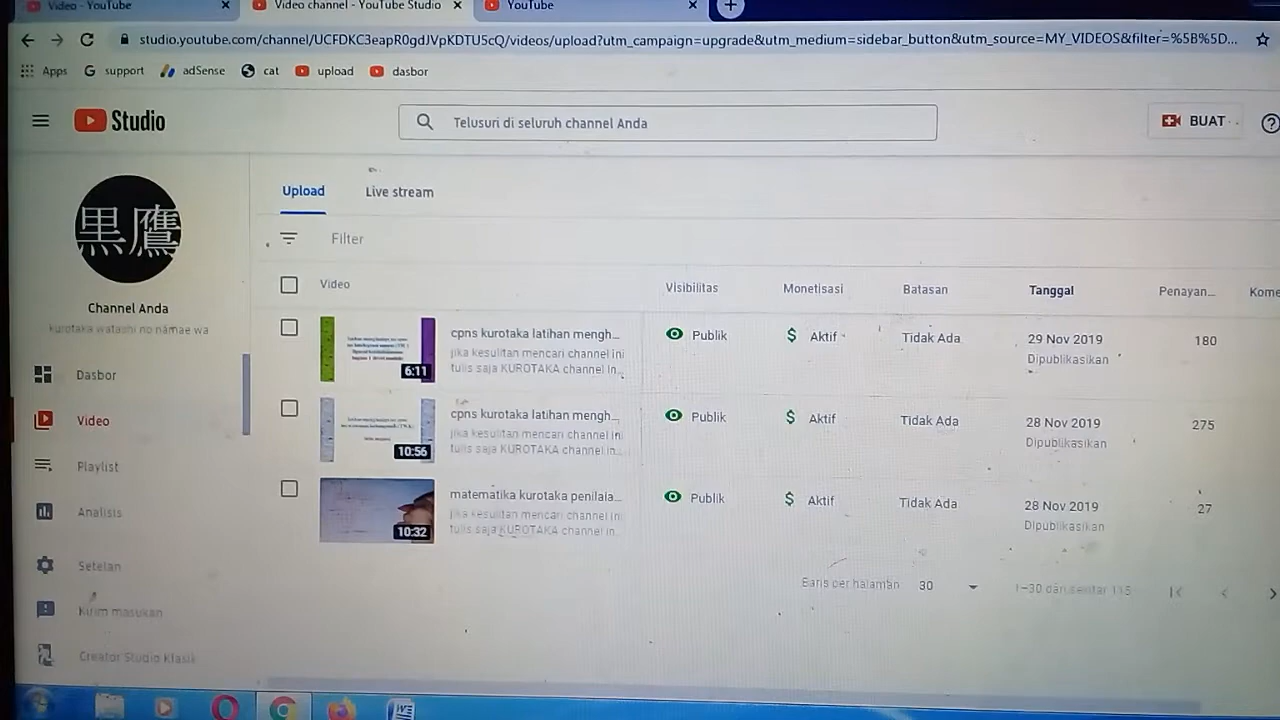 Video - YouTube
Video channel - YouTube Studio
YouTube
studio.youtube.com/channel/UCFDKC3eapR0gdJVpKDTU5cQ/videos/upload?utm_campaign=upgrade&utm_medium=sidebar_button&utm_source=MY_VIDEOS&filter=%5B%5D...
Apps
support
adSense
cat
upload
dasbor
Studio
Telusuri di seluruh channel Anda
BUAT
黒鷹
Channel Anda
kurotaka watashi no namae wa
Dasbor
Video
Playlist
Analisis
Setelan
Kirim masukan
Creator Studio Klasik
Upload
Live stream
Filter
Video
Visibilitas
Monetisasi
Batasan
Tanggal
Penayan...
Kome
6:11
cpns kurotaka latihan mengh...
jika kesulitan mencari channel ini
tulis saja KUROTAKA channel in...
Publik
$ Aktif
Tidak Ada
29 Nov 2019
Dipublikasikan
180
10:56
cpns kurotaka latihan mengh...
jika kesulitan mencari channel ini
tulis saja KUROTAKA channel in...
Publik
$ Aktif
Tidak Ada
28 Nov 2019
Dipublikasikan
275
10:32
matematika kurotaka penilaia...
jika kesulitan mencari channel ini
tulis saja KUROTAKA channel in...
Publik
$ Aktif
Tidak Ada
28 Nov 2019
Dipublikasikan
27
Baris per halaman
30
1–30 dari sekitar 115